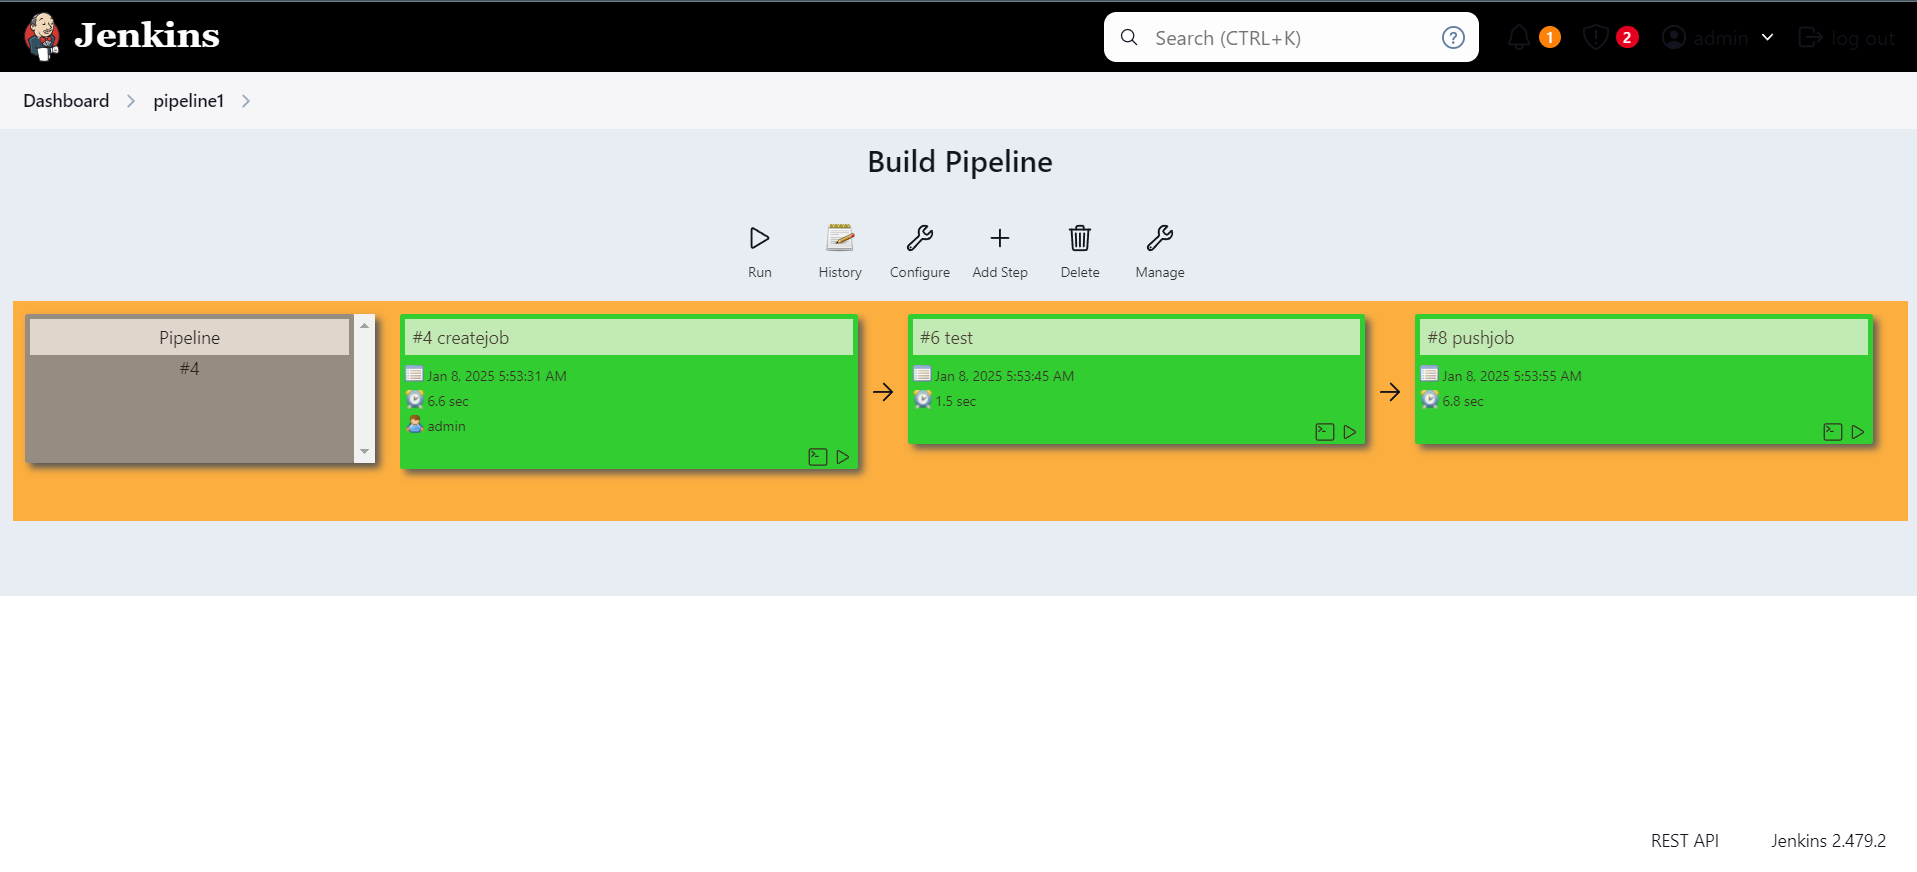 Jenkins
Search (CTRL+K)
?
1
2
admin
log out
Dashboard
pipeline1
Build Pipeline
Run
History
Configure
Add Step
Delete
Manage
Pipeline
#4
#4 createjob
Jan 8, 2025 5:53:31 AM
6.6 sec
admin
#6 test
Jan 8, 2025 5:53:45 AM
1.5 sec
#8 pushjob
Jan 8, 2025 5:53:55 AM
6.8 sec
REST API
Jenkins 2.479.2